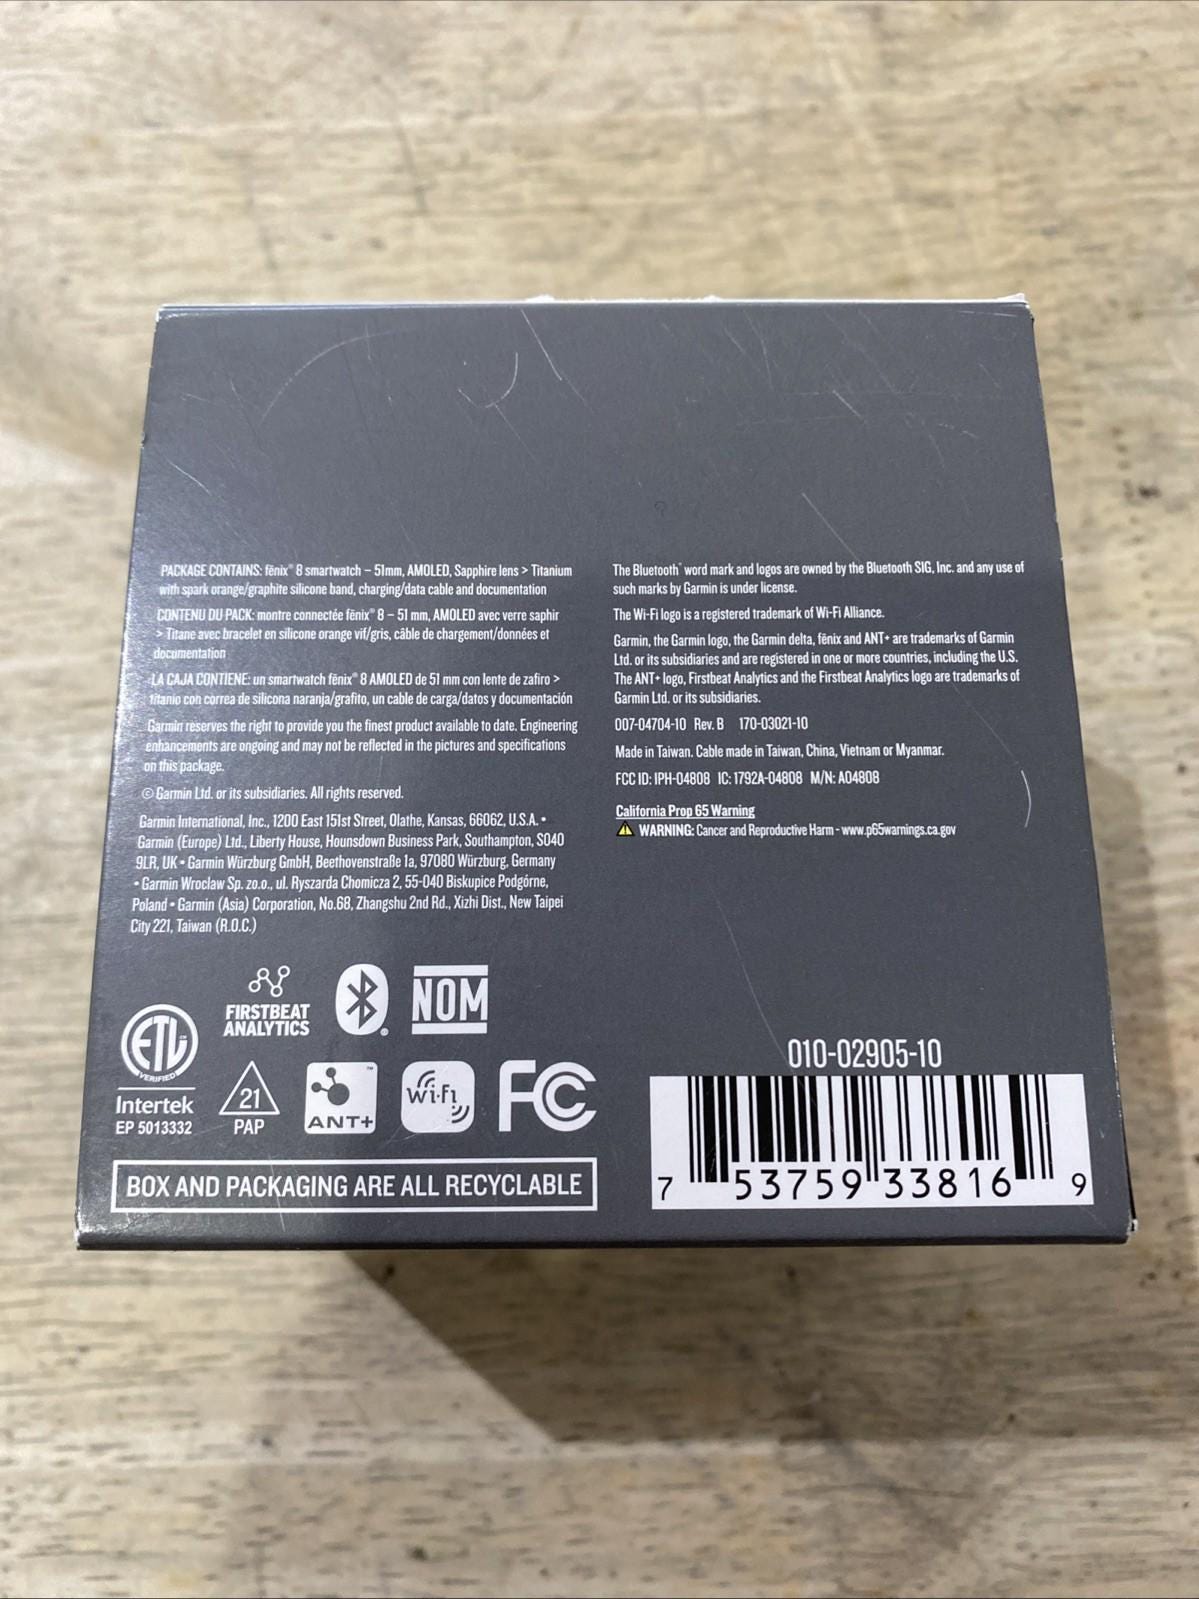 PACKAGE CONTAINS: fēnix® 8 smartwatch – 51mm, AMOLED, Sapphire lens > Titanium
with spark orange/graphite silicone band, charging/data cable and documentation
CONTENU DU PACK: montre connectée fēnix® 8 – 51 mm, AMOLED avec verre saphir
> Titane avec bracelet en silicone orange vif/gris, câble de chargement/données et
documentation
LA CAJA CONTIENE: un smartwatch fēnix® 8 AMOLED de 51 mm con lente de zafiro >
titanio con correa de silicona naranja/grafito, un cable de carga/datos y documentación
Garmin reserves the right to provide you the finest product available to date. Engineering
enhancements are ongoing and may not be reflected in the pictures and specifications
on this package.
© Garmin Ltd. or its subsidiaries. All rights reserved.
Garmin International, Inc., 1200 East 151st Street, Olathe, Kansas, 66062, U.S.A. •
Garmin (Europe) Ltd., Liberty House, Hounsdown Business Park, Southampton, SO40
9LR, UK • Garmin Würzburg GmbH, Beethovenstraße 1a, 97080 Würzburg, Germany
• Garmin Wroclaw Sp. zo.o., ul. Ryszarda Chomicza 2, 55-040 Biskupice Podgórne,
Poland • Garmin (Asia) Corporation, No.68, Zhangshu 2nd Rd., Xizhi Dist., New Taipei
City 221, Taiwan (R.O.C.)
The Bluetooth® word mark and logos are owned by the Bluetooth SIG, Inc. and any use of
such marks by Garmin is under license.
The Wi-Fi logo is a registered trademark of Wi-Fi Alliance.
Garmin, the Garmin logo, the Garmin delta, fēnix and ANT+ are trademarks of Garmin
Ltd. or its subsidiaries and are registered in one or more countries, including the U.S.
The ANT+ logo, Firstbeat Analytics and the Firstbeat Analytics logo are trademarks of
Garmin Ltd. or its subsidiaries.
007-04704-10 Rev. B 170-03021-10
Made in Taiwan. Cable made in Taiwan, China, Vietnam or Myanmar.
FCC ID: IPH-04808 IC: 1792A-04808 M/N: A04808
California Prop 65 Warning
WARNING: Cancer and Reproductive Harm - www.p65warnings.ca.gov
ETL
VERIFIED
Intertek
EP 5013332
FIRSTBEAT
ANALYTICS
NOM
21
PAP
ANT+™
Wi-Fi
FC
BOX AND PACKAGING ARE ALL RECYCLABLE
010-02905-10
7 53759 33816 9